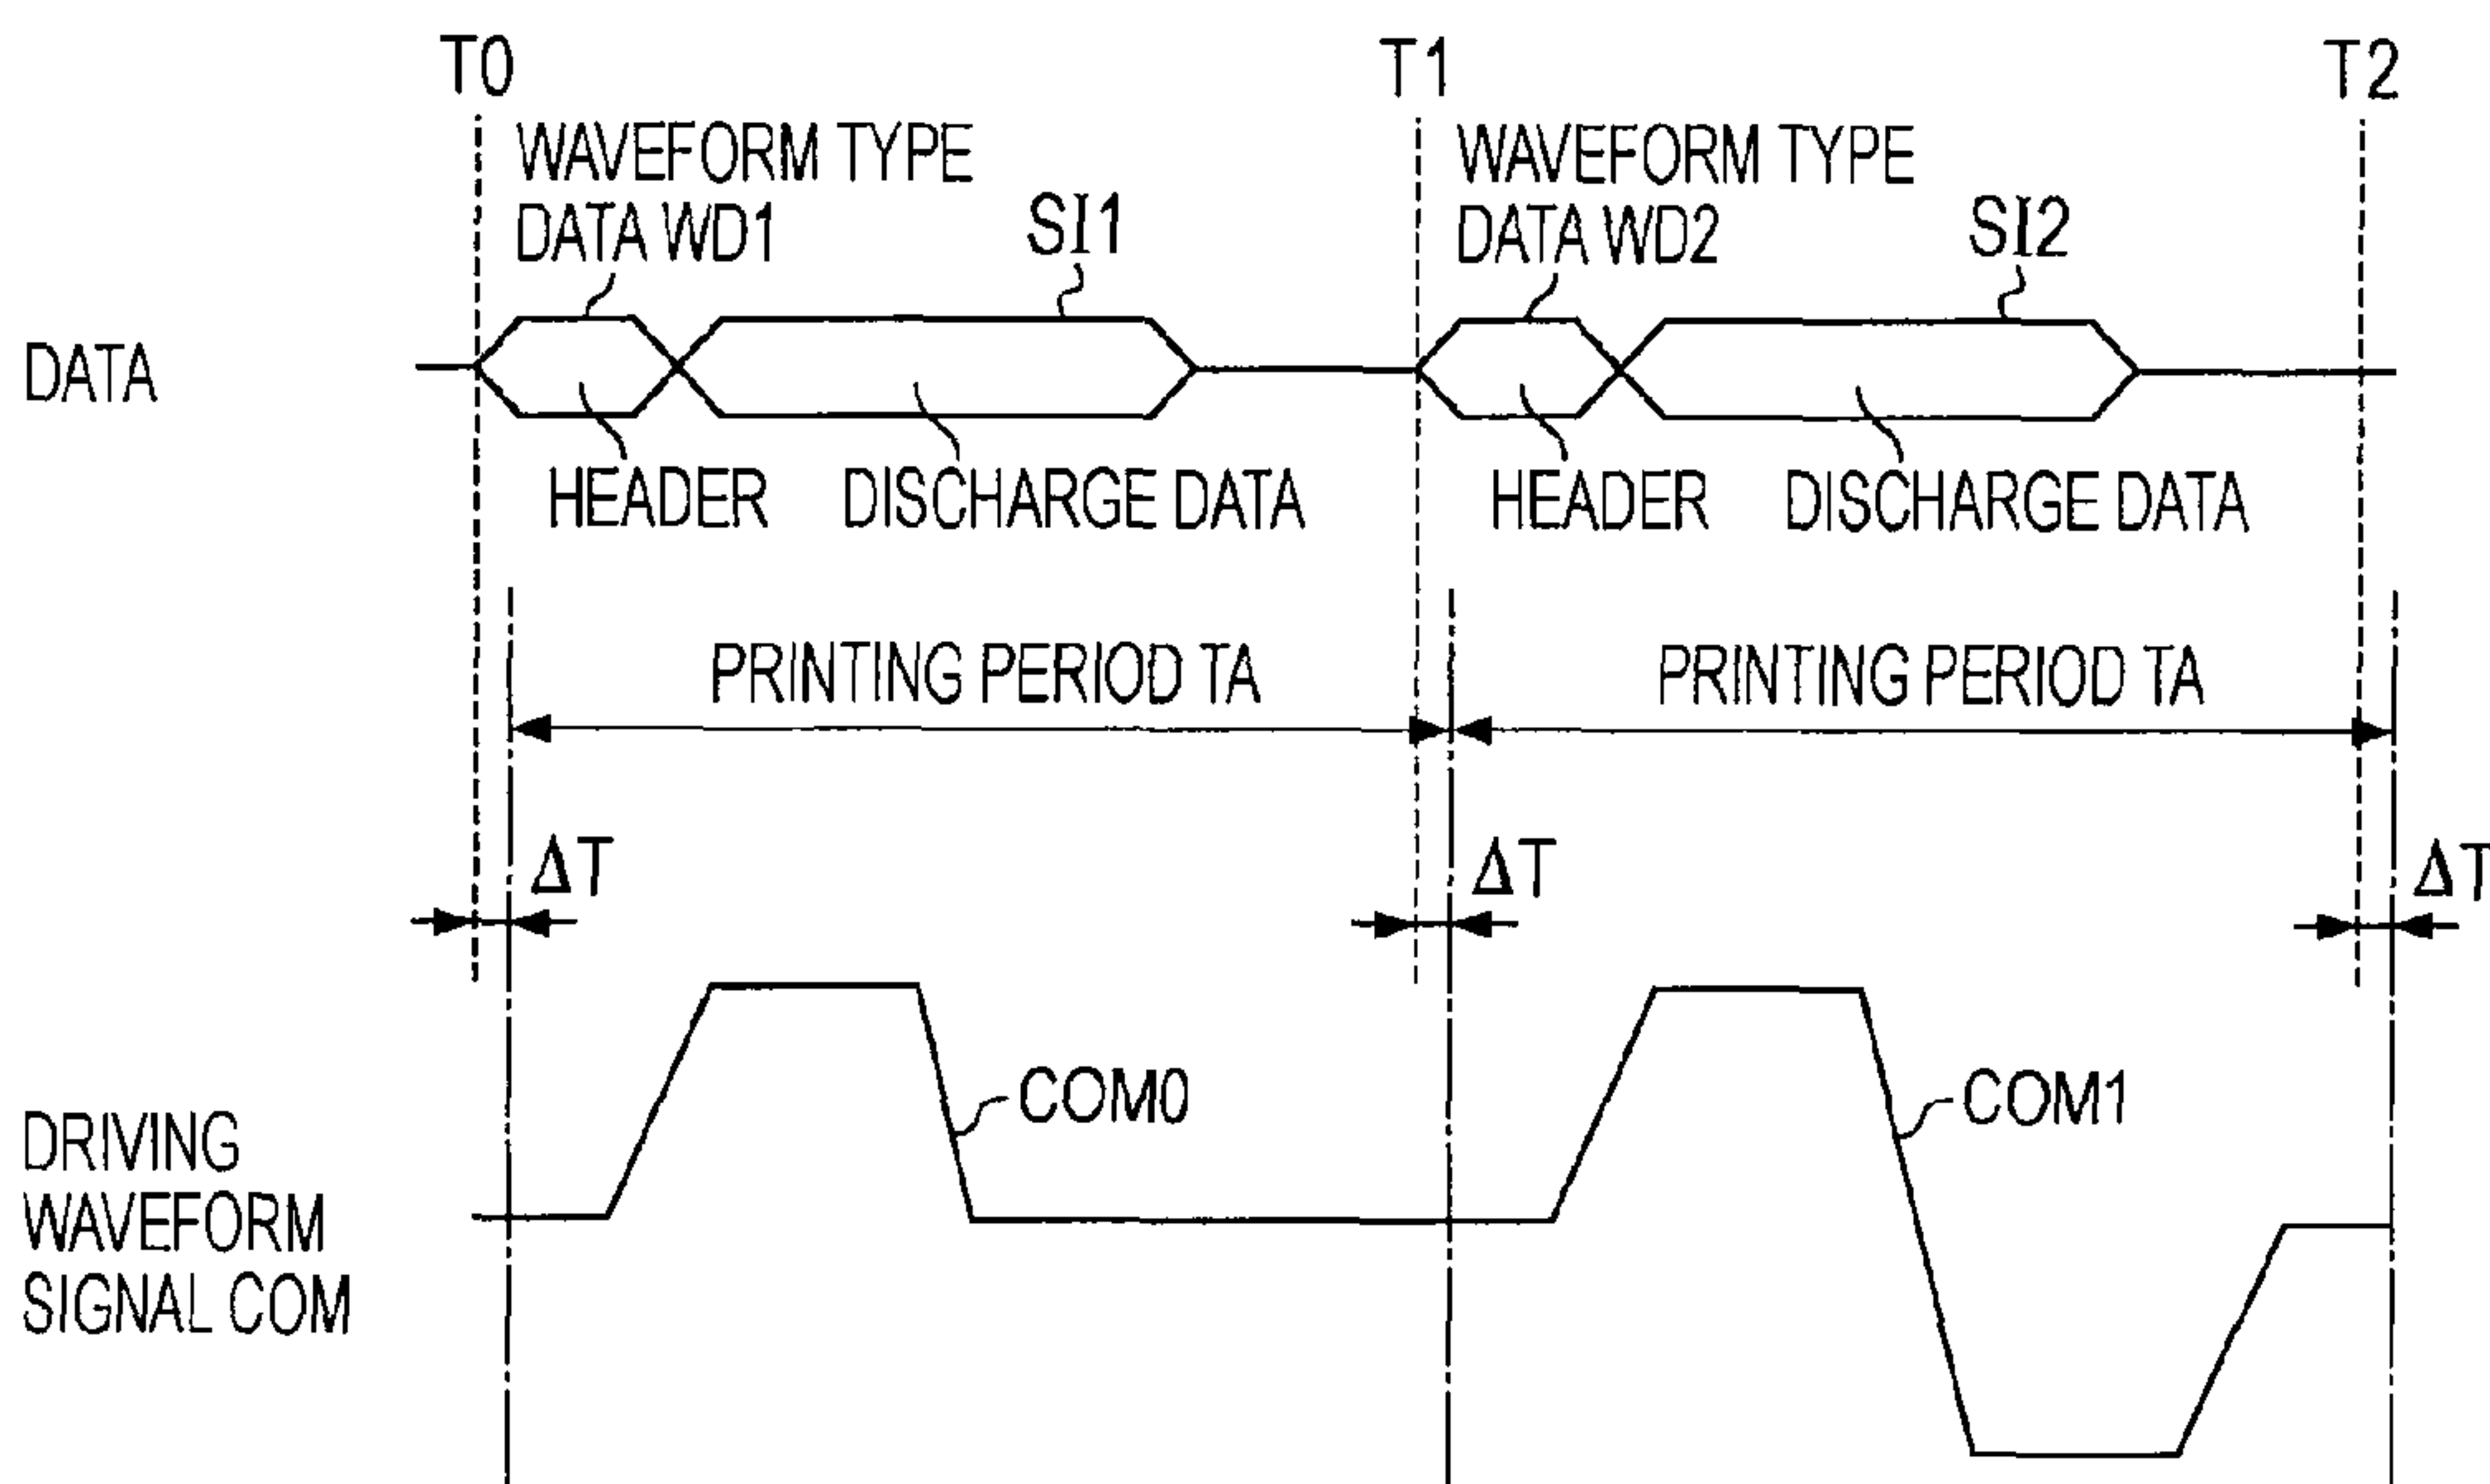 T0
T1
T2
WAVEFORM TYPE
DATA WD1
SI1
WAVEFORM TYPE
DATA WD2
SI2
DATA
HEADER
DISCHARGE DATA
HEADER
DISCHARGE DATA
PRINTING PERIOD TA
PRINTING PERIOD TA
ΔT
ΔT
ΔT
COM0
COM1
DRIVING
WAVEFORM
SIGNAL COM